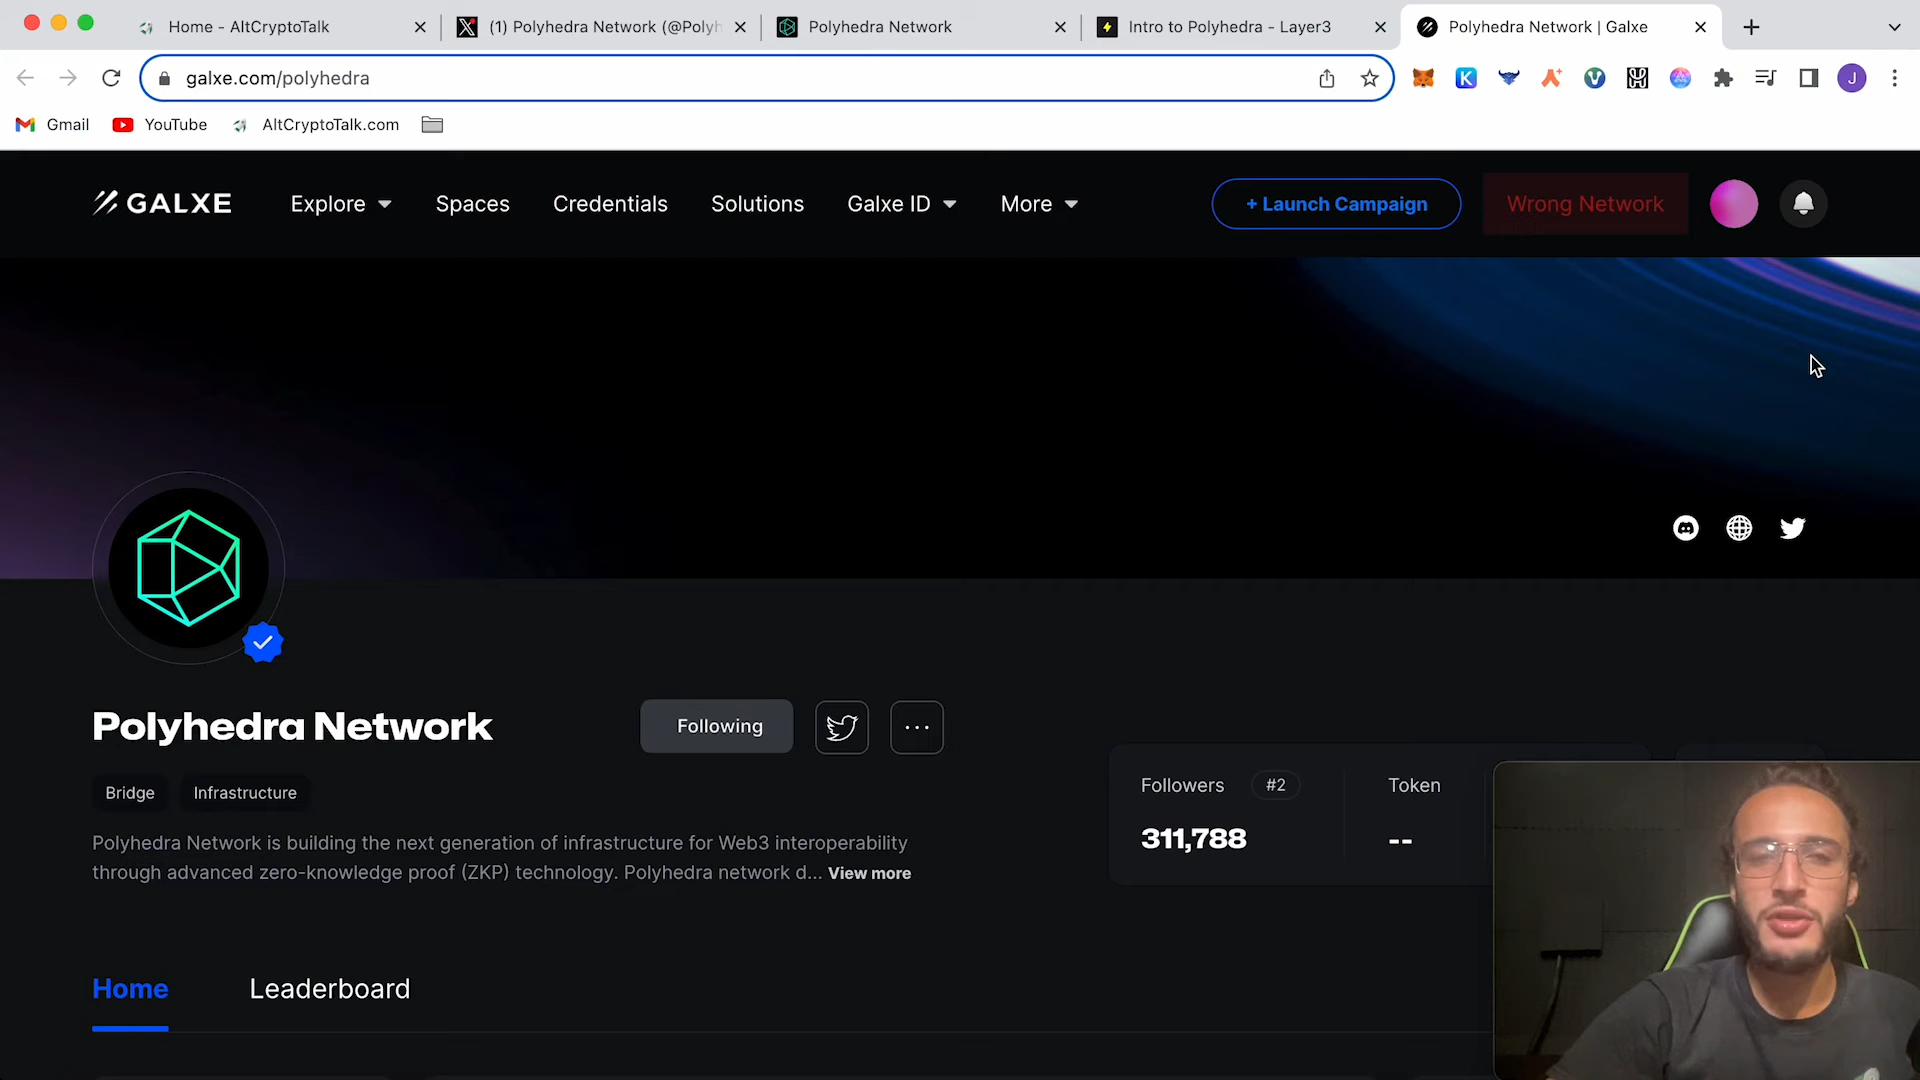 Home - AltCryptoTalk
(1) Polyhedra Network (@Polyh
Polyhedra Network
Intro to Polyhedra - Layer3
Polyhedra Network | Galxe
galxe.com/polyhedra
K
J
Gmail
YouTube
AltCryptoTalk.com
GALXE
Explore
Spaces
Credentials
Solutions
Galxe ID
More
+ Launch Campaign
Wrong Network
Polyhedra Network
Following
Bridge
Infrastructure
Followers
#2
Token
311,788
--
Polyhedra Network is building the next generation of infrastructure for Web3 interoperability
through advanced zero-knowledge proof (ZKP) technology. Polyhedra network d... View more
Home
Leaderboard